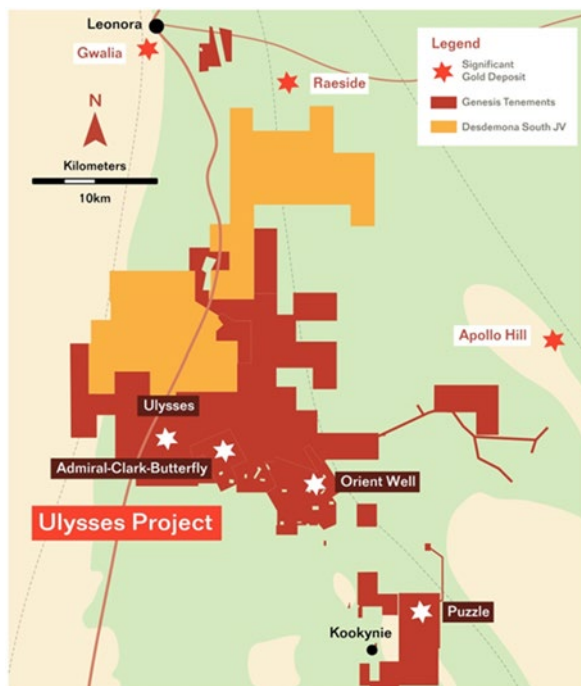 Leonora
Gwalia
Raeside
Legend
Significant
Gold Deposit
Genesis Tenements
Desdemona South JV
N
Kilometers
10km
Apollo Hill
Ulysses
Admiral-Clark-Butterfly
Orient Well
Ulysses Project
Puzzle
Kookynie